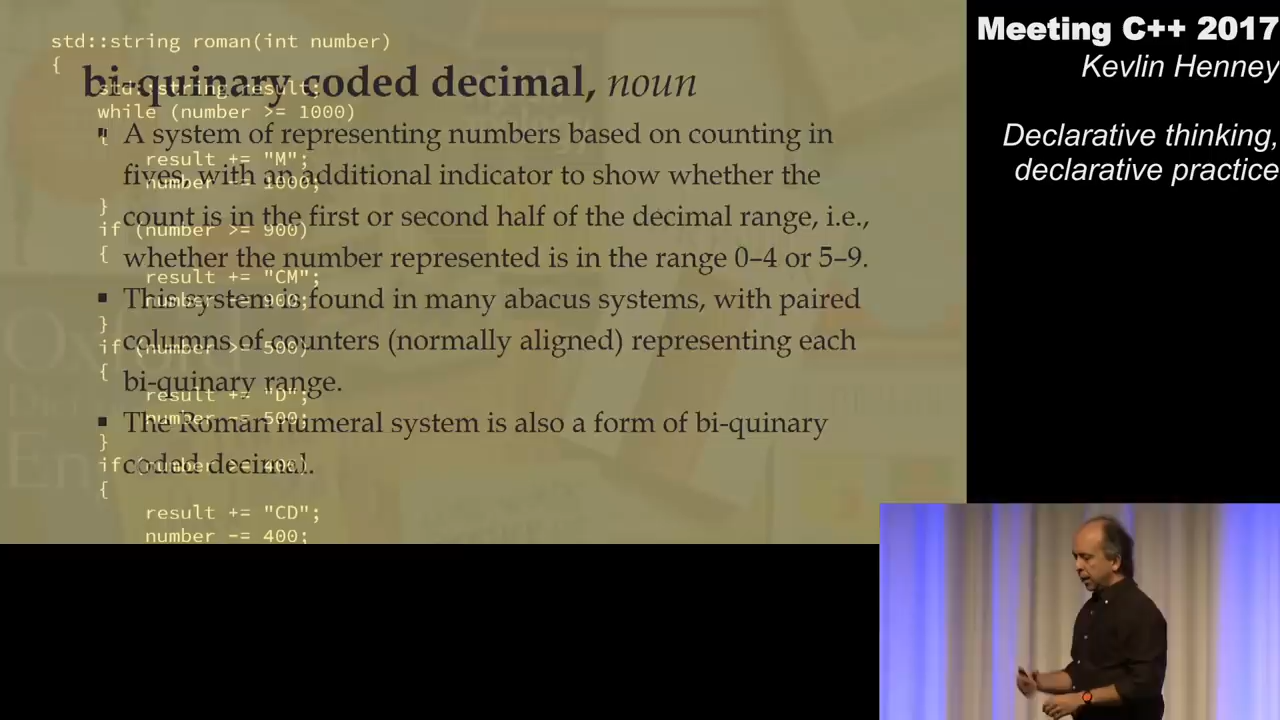 std::string roman(int number)
{
std::string result;
while (number >= 1000)
{
result += "M";
number -= 1000;
}
if (number >= 900)
{
result += "CM";
number -= 900;
}
if (number >= 500)
{
result += "D";
number -= 500;
}
if (number >= 400)
{
result += "CD";
number -= 400;
bi-quinary coded decimal, noun
▪ A system of representing numbers based on counting in
fives, with an additional indicator to show whether the
count is in the first or second half of the decimal range, i.e.,
whether the number represented is in the range 0–4 or 5–9.
▪ This system is found in many abacus systems, with paired
columns of counters (normally aligned) representing each
bi-quinary range.
▪ The Roman numeral system is also a form of bi-quinary
coded decimal.
Meeting C++ 2017
Kevlin Henney
Declarative thinking,
declarative practice